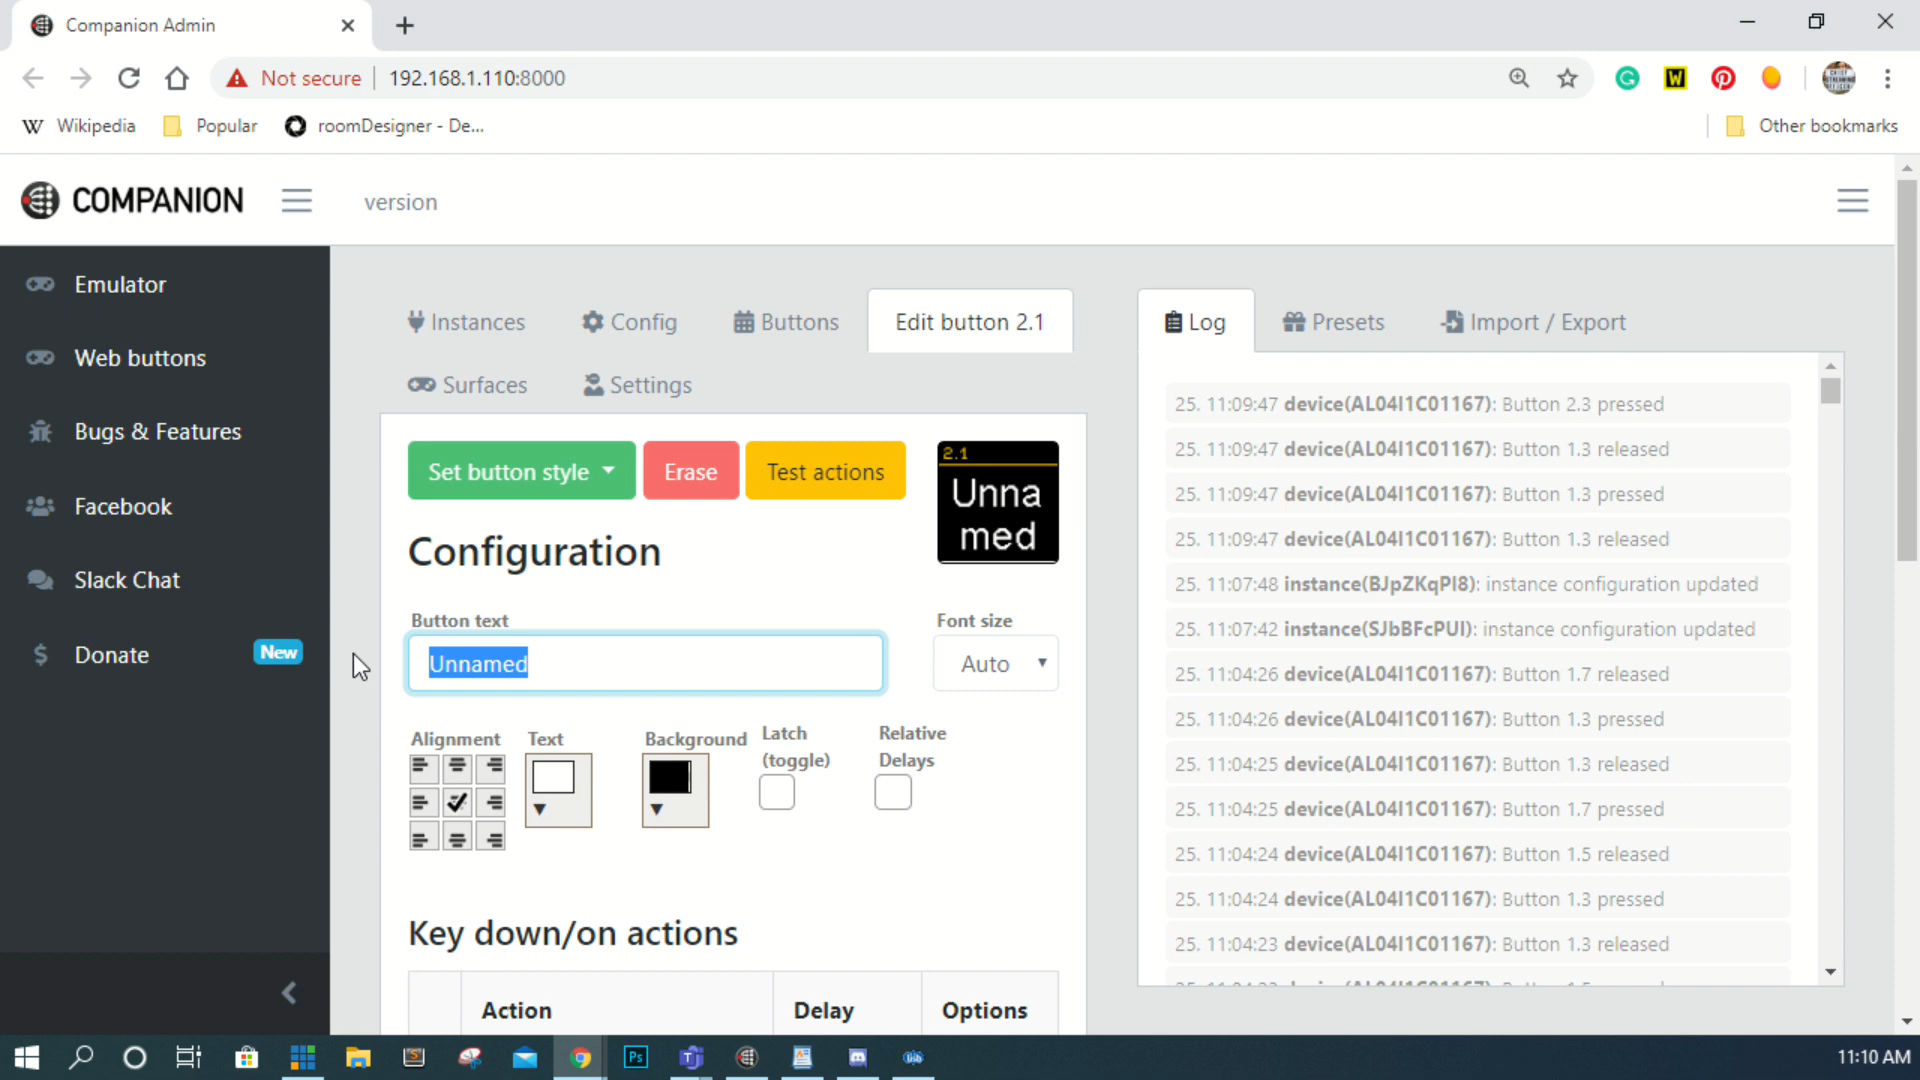 Companion Admin
Not secure
192.168.1.110:8000
W Wikipedia
Popular
roomDesigner - De...
Other bookmarks
COMPANION
version
Emulator
Web buttons
Bugs & Features
Facebook
Slack Chat
$ Donate
New
Instances
Config
Buttons
Edit button 2.1
Surfaces
Settings
Set button style
Erase
Test actions
2.1
Unna
med
Configuration
Button text
Font size
Unnamed
Auto
Alignment
Text
Background
Latch
(toggle)
Relative
Delays
Key down/on actions
Action
Delay
Options
Log
Presets
Import / Export
25. 11:09:47 device(AL04I1C01167): Button 2.3 pressed
25. 11:09:47 device(AL04I1C01167): Button 1.3 released
25. 11:09:47 device(AL04I1C01167): Button 1.3 pressed
25. 11:09:47 device(AL04I1C01167): Button 1.3 released
25. 11:07:48 instance(BJpZKqPI8): instance configuration updated
25. 11:07:42 instance(SJbBFcPUI): instance configuration updated
25. 11:04:26 device(AL04I1C01167): Button 1.7 released
25. 11:04:26 device(AL04I1C01167): Button 1.3 pressed
25. 11:04:25 device(AL04I1C01167): Button 1.3 released
25. 11:04:25 device(AL04I1C01167): Button 1.7 pressed
25. 11:04:24 device(AL04I1C01167): Button 1.5 released
25. 11:04:24 device(AL04I1C01167): Button 1.3 pressed
25. 11:04:23 device(AL04I1C01167): Button 1.3 released
Ps
11:10 AM